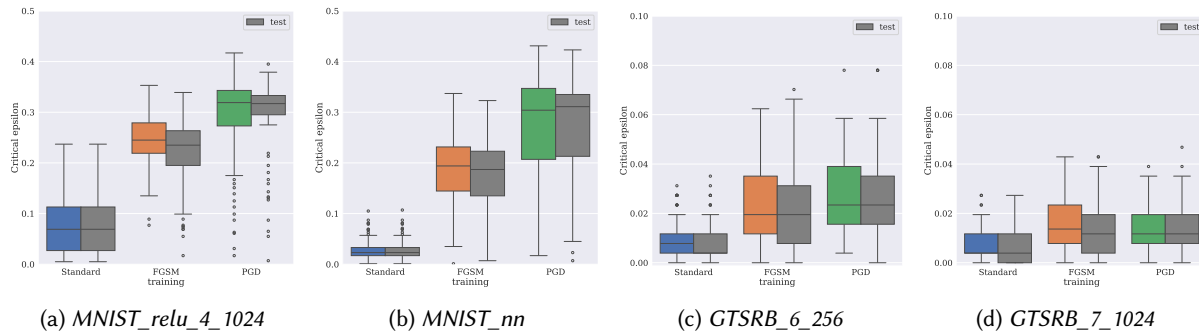 0.5
0.4
0.3
0.2
0.1
0.0
Critical epsilon
test
Standard FGSM PGD
training
(a) MNIST_relu_4_1024
0.5
0.4
0.3
0.2
0.1
0.0
Critical epsilon
test
Standard FGSM PGD
training
(b) MNIST_nn
0.10
0.08
0.06
0.04
0.02
0.00
Critical epsilon
test
Standard FGSM PGD
training
(c) GTSRB_6_256
0.10
0.08
0.06
0.04
0.02
0.00
Critical epsilon
test
Standard FGSM PGD
training
(d) GTSRB_7_1024